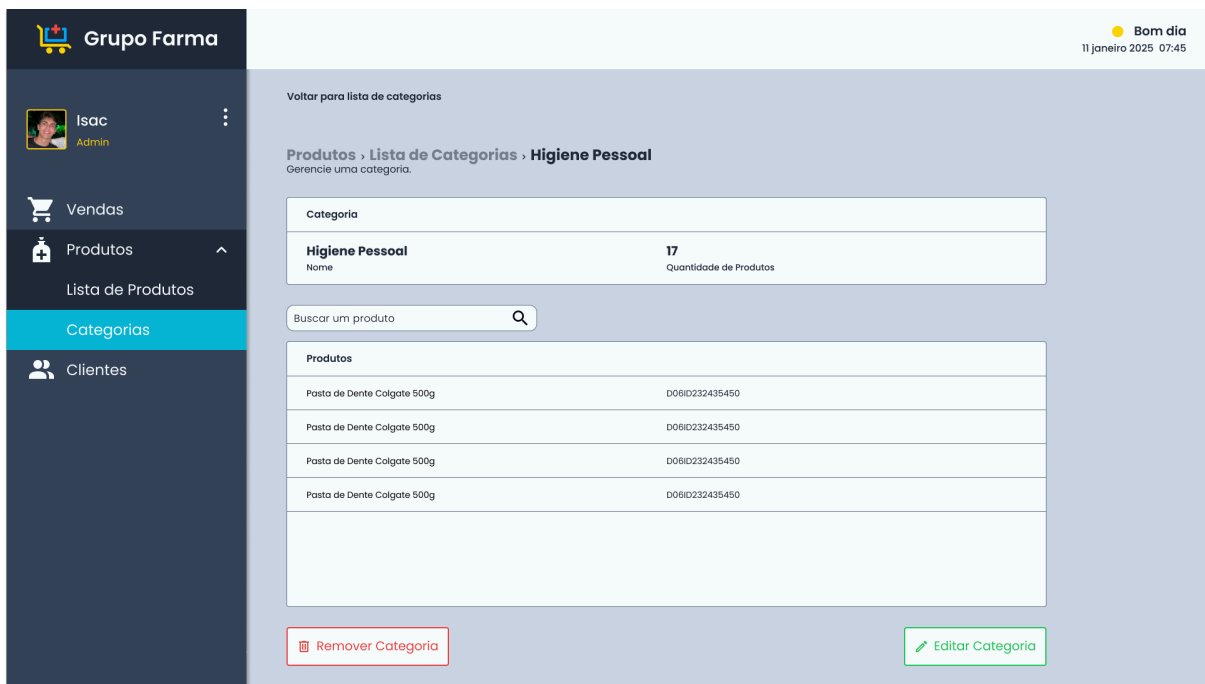 Grupo Farma
Bom dia
11 janeiro 2025 07:45
Isac
Admin
Vendas
Produtos
Lista de Produtos
Categorias
Clientes
Voltar para lista de categorias
Produtos › Lista de Categorias › Higiene Pessoal
Gerencie uma categoria.
Categoria
Higiene Pessoal 17
Nome Quantidade de Produtos
Buscar um produto
Produtos
Pasta de Dente Colgate 500g D06ID232435450
Pasta de Dente Colgate 500g D06ID232435450
Pasta de Dente Colgate 500g D06ID232435450
Pasta de Dente Colgate 500g D06ID232435450
Remover Categoria Editar Categoria